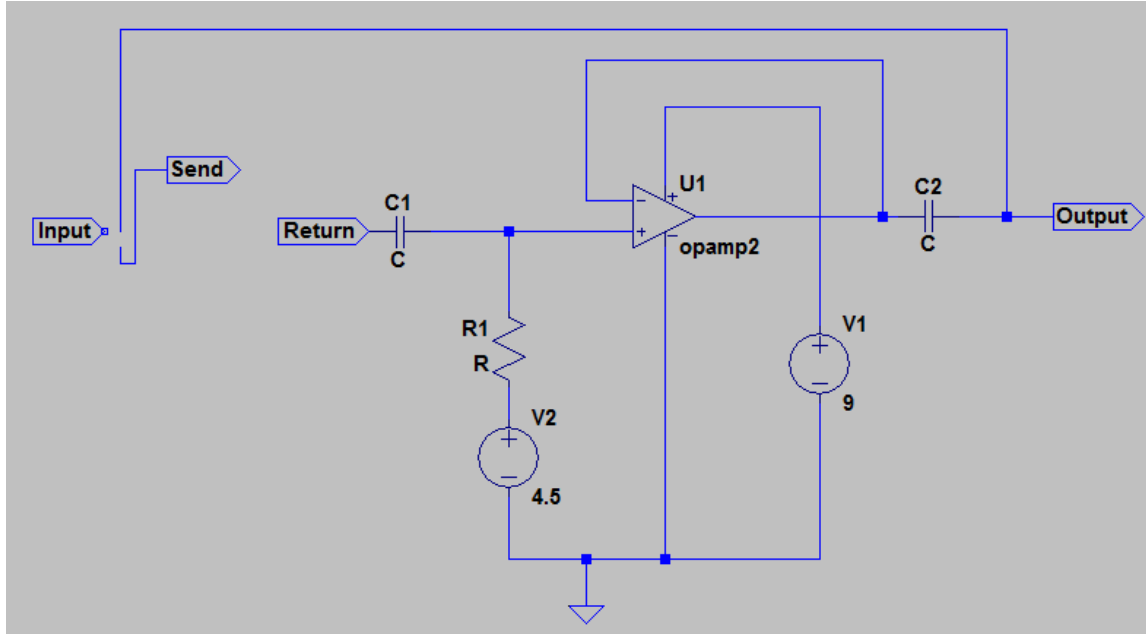 Send
Input
Return
C1
C
U1
opamp2
C2
C
Output
R1
R
V2
4.5
V1
9